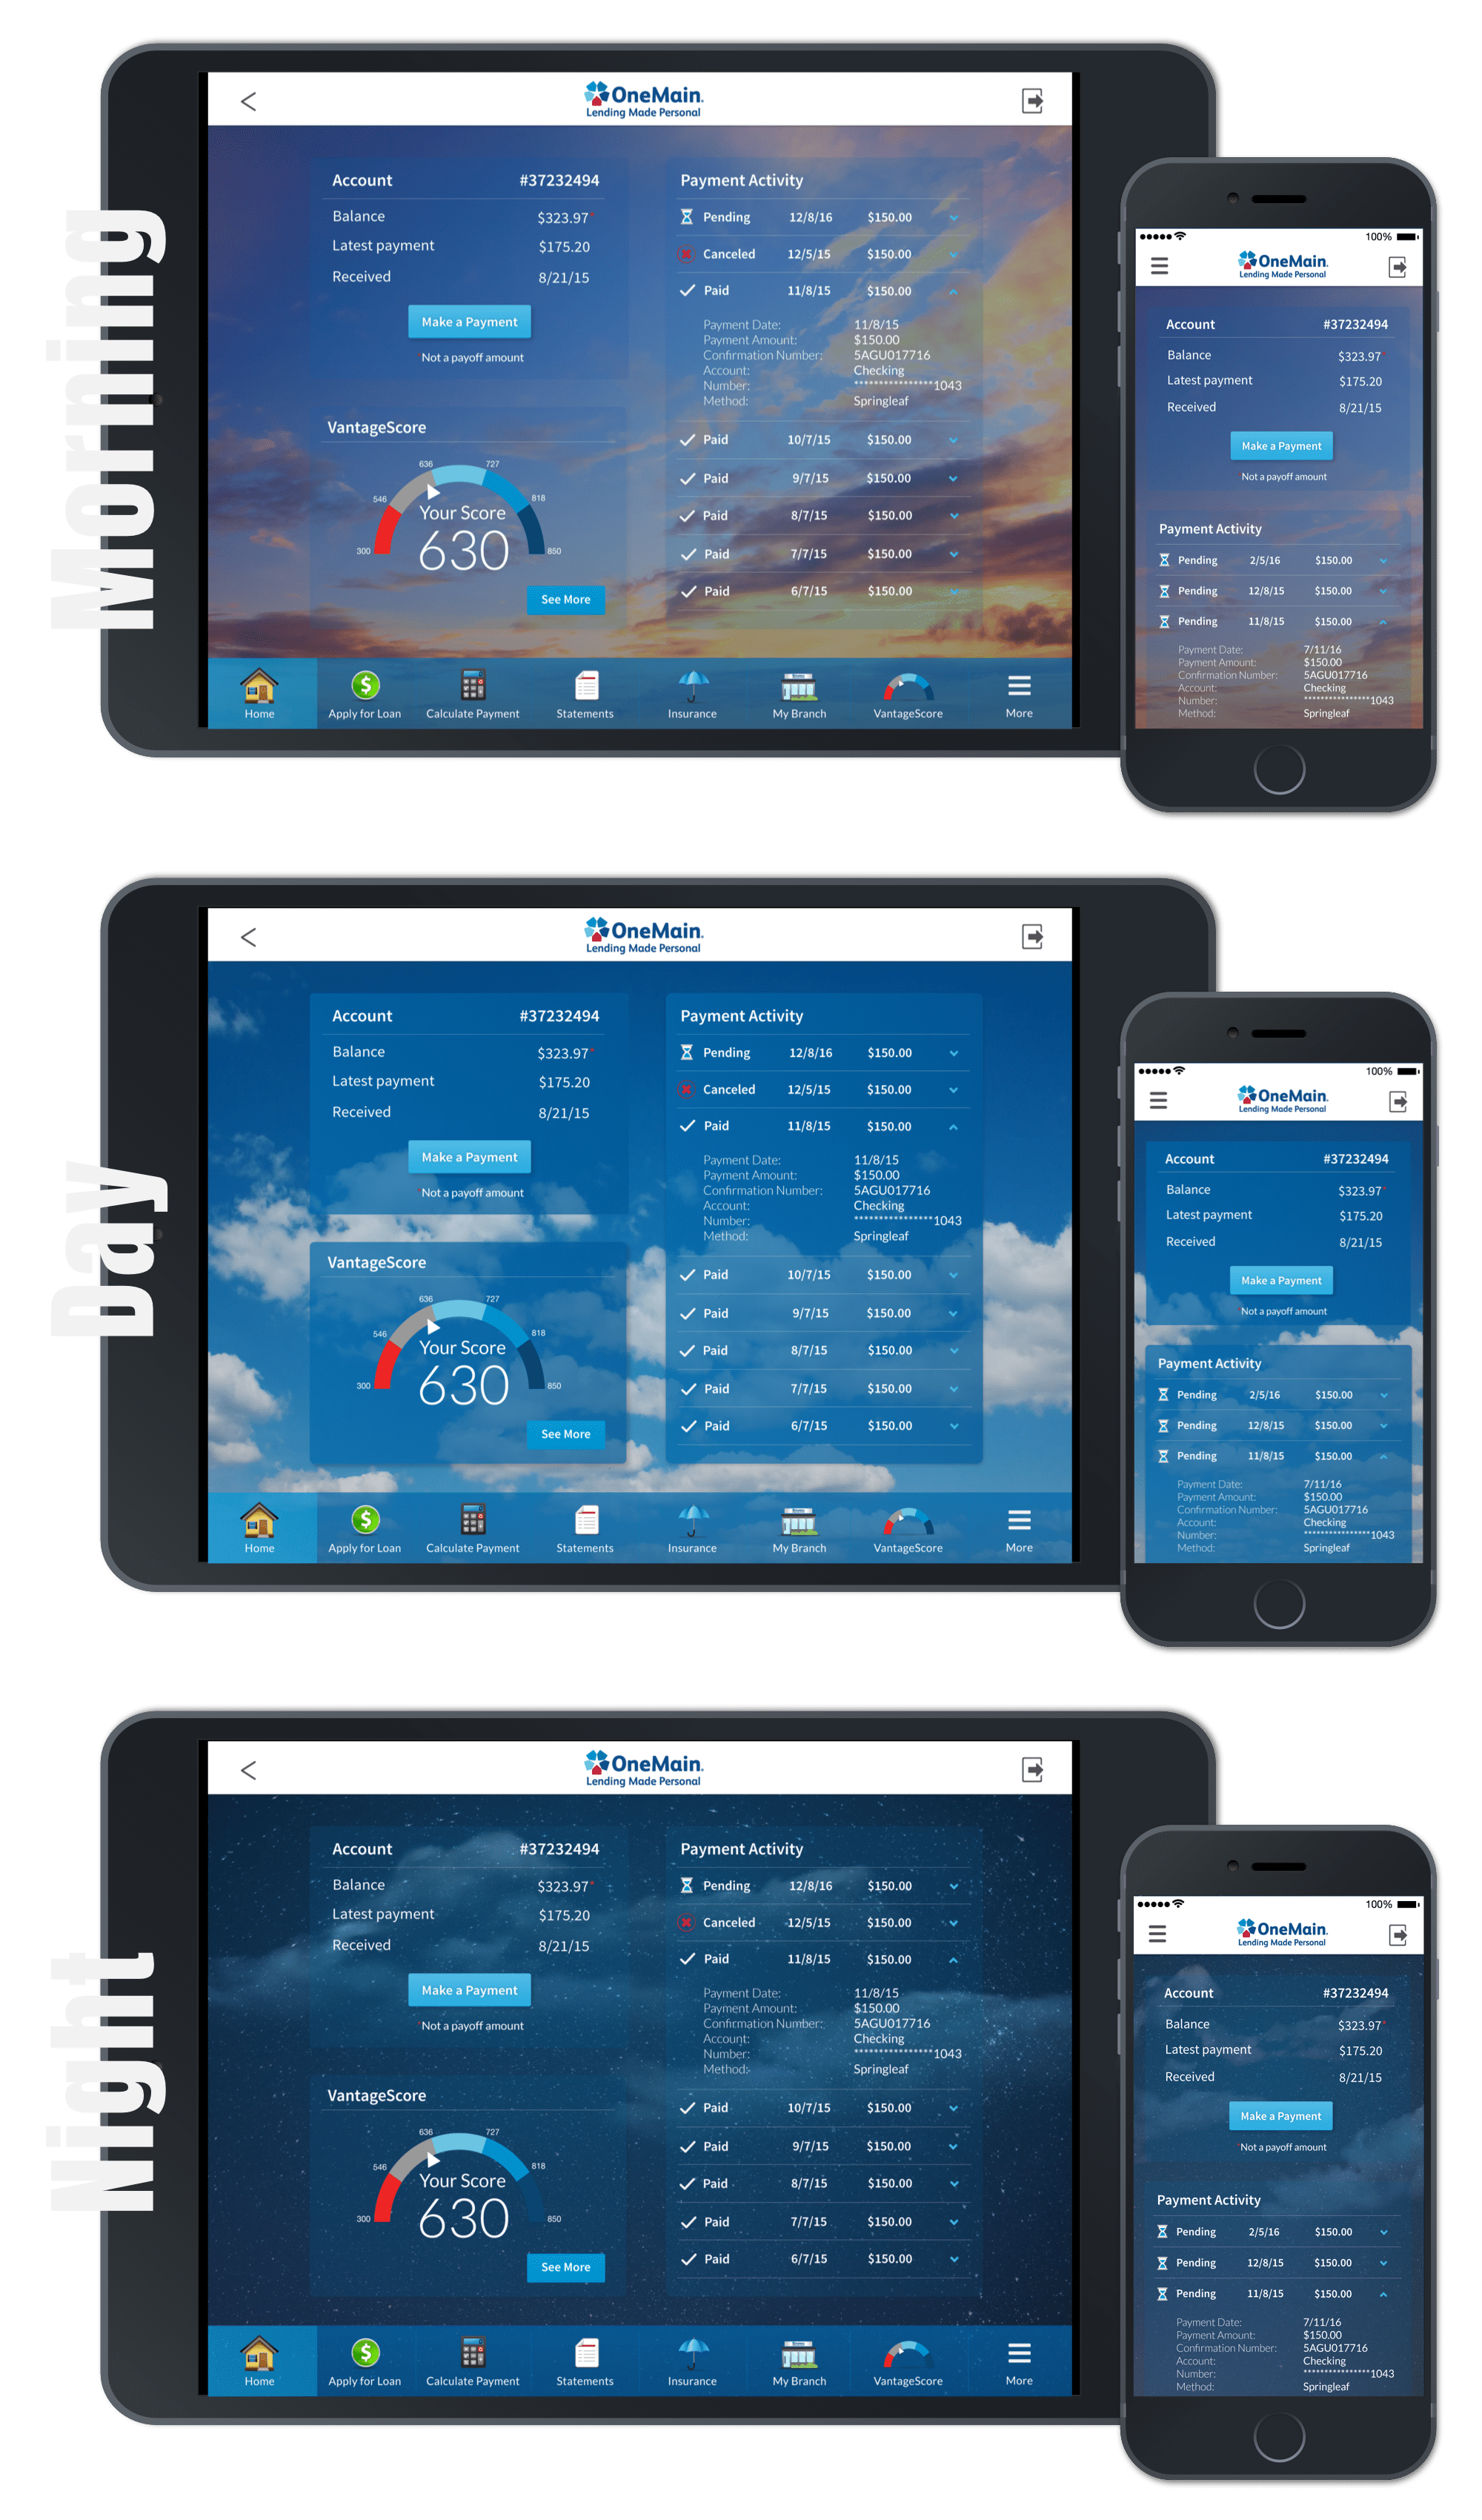 Morning
OneMain.
Lending Made Personal
Account #37232494
Balance $323.97*
Latest payment $175.20
Received 8/21/15
Make a Payment
*Not a payoff amount
VantageScore
300 546 636 727 818 850
Your Score
630
See More
Payment Activity
Pending 12/8/16 $150.00
Canceled 12/5/15 $150.00
Paid 11/8/15 $150.00
Payment Date: 11/8/15
Payment Amount: $150.00
Confirmation Number: 5AGU017716
Account: Checking
Number: ****************1043
Method: Springleaf
Paid 10/7/15 $150.00
Paid 9/7/15 $150.00
Paid 8/7/15 $150.00
Paid 7/7/15 $150.00
Paid 6/7/15 $150.00
Home Apply for Loan Calculate Payment Statements Insurance My Branch VantageScore More
100%
OneMain.
Lending Made Personal
Account #37232494
Balance $323.97*
Latest payment $175.20
Received 8/21/15
Make a Payment
*Not a payoff amount
Payment Activity
Pending 2/5/16 $150.00
Pending 12/8/15 $150.00
Pending 11/8/15 $150.00
Payment Date: 7/11/16
Payment Amount: $150.00
Confirmation Number: 5AGU017716
Account: Checking
Number: ****************1043
Method: Springleaf
Day
OneMain.
Lending Made Personal
Account #37232494
Balance $323.97*
Latest payment $175.20
Received 8/21/15
Make a Payment
*Not a payoff amount
VantageScore
300 546 636 727 818 850
Your Score
630
See More
Payment Activity
Pending 12/8/16 $150.00
Canceled 12/5/15 $150.00
Paid 11/8/15 $150.00
Payment Date: 11/8/15
Payment Amount: $150.00
Confirmation Number: 5AGU017716
Account: Checking
Number: ****************1043
Method: Springleaf
Paid 10/7/15 $150.00
Paid 9/7/15 $150.00
Paid 8/7/15 $150.00
Paid 7/7/15 $150.00
Paid 6/7/15 $150.00
Home Apply for Loan Calculate Payment Statements Insurance My Branch VantageScore More
100%
OneMain.
Lending Made Personal
Account #37232494
Balance $323.97*
Latest payment $175.20
Received 8/21/15
Make a Payment
*Not a payoff amount
Payment Activity
Pending 2/5/16 $150.00
Pending 12/8/15 $150.00
Pending 11/8/15 $150.00
Payment Date: 7/11/16
Payment Amount: $150.00
Confirmation Number: 5AGU017716
Account: Checking
Number: ****************1043
Method: Springleaf
Night
OneMain.
Lending Made Personal
Account #37232494
Balance $323.97*
Latest payment $175.20
Received 8/21/15
Make a Payment
*Not a payoff amount
VantageScore
300 546 636 727 818 850
Your Score
630
See More
Payment Activity
Pending 12/8/16 $150.00
Canceled 12/5/15 $150.00
Paid 11/8/15 $150.00
Payment Date: 11/8/15
Payment Amount: $150.00
Confirmation Number: 5AGU017716
Account: Checking
Number: ****************1043
Method: Springleaf
Paid 10/7/15 $150.00
Paid 9/7/15 $150.00
Paid 8/7/15 $150.00
Paid 7/7/15 $150.00
Paid 6/7/15 $150.00
Home Apply for Loan Calculate Payment Statements Insurance My Branch VantageScore More
100%
OneMain.
Lending Made Personal
Account #37232494
Balance $323.97*
Latest payment $175.20
Received 8/21/15
Make a Payment
*Not a payoff amount
Payment Activity
Pending 2/5/16 $150.00
Pending 12/8/15 $150.00
Pending 11/8/15 $150.00
Payment Date: 7/11/16
Payment Amount: $150.00
Confirmation Number: 5AGU017716
Account: Checking
Number: ****************1043
Method: Springleaf